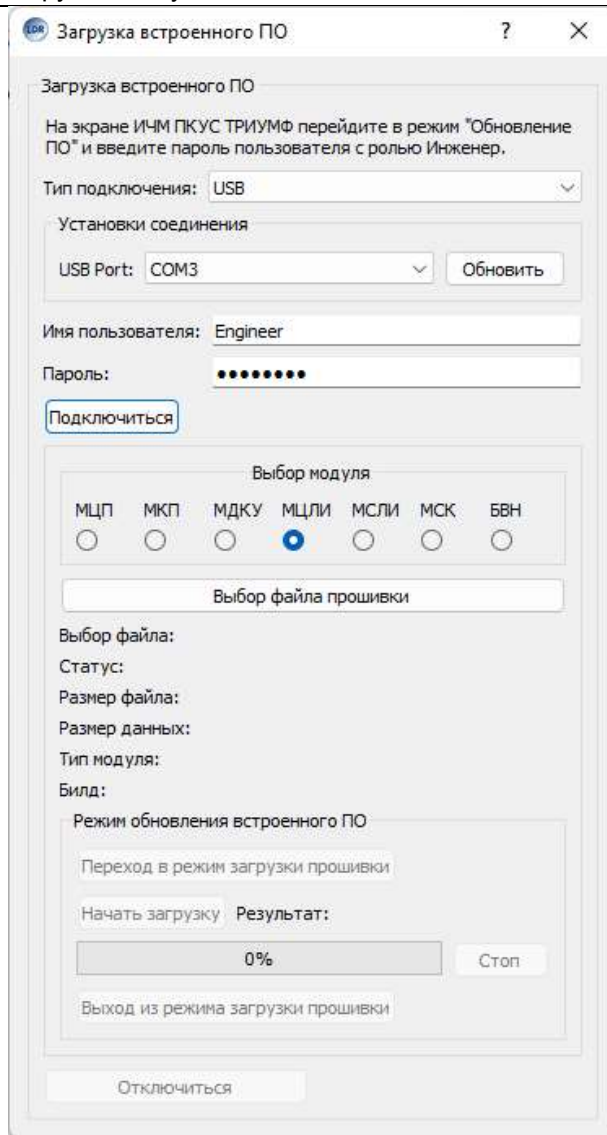 LDR Загрузка встроенного ПО ? ×
Загрузка встроенного ПО
На экране ИЧМ ПКУС ТРИУМФ перейдите в режим "Обновление
ПО" и введите пароль пользователя с ролью Инженер.
Тип подключения: USB
Установки соединения
USB Port: COM3 Обновить
Имя пользователя: Engineer
Пароль: ●●●●●●●●
Подключиться
Выбор модуля
МЦП МКП МДКУ МЦЛИ МСЛИ МСК БВН
Выбор файла прошивки
Выбор файла:
Статус:
Размер файла:
Размер данных:
Тип модуля:
Билд:
Режим обновления встроенного ПО
Переход в режим загрузки прошивки
Начать загрузку Результат:
0% Стоп
Выход из режима загрузки прошивки
Отключиться